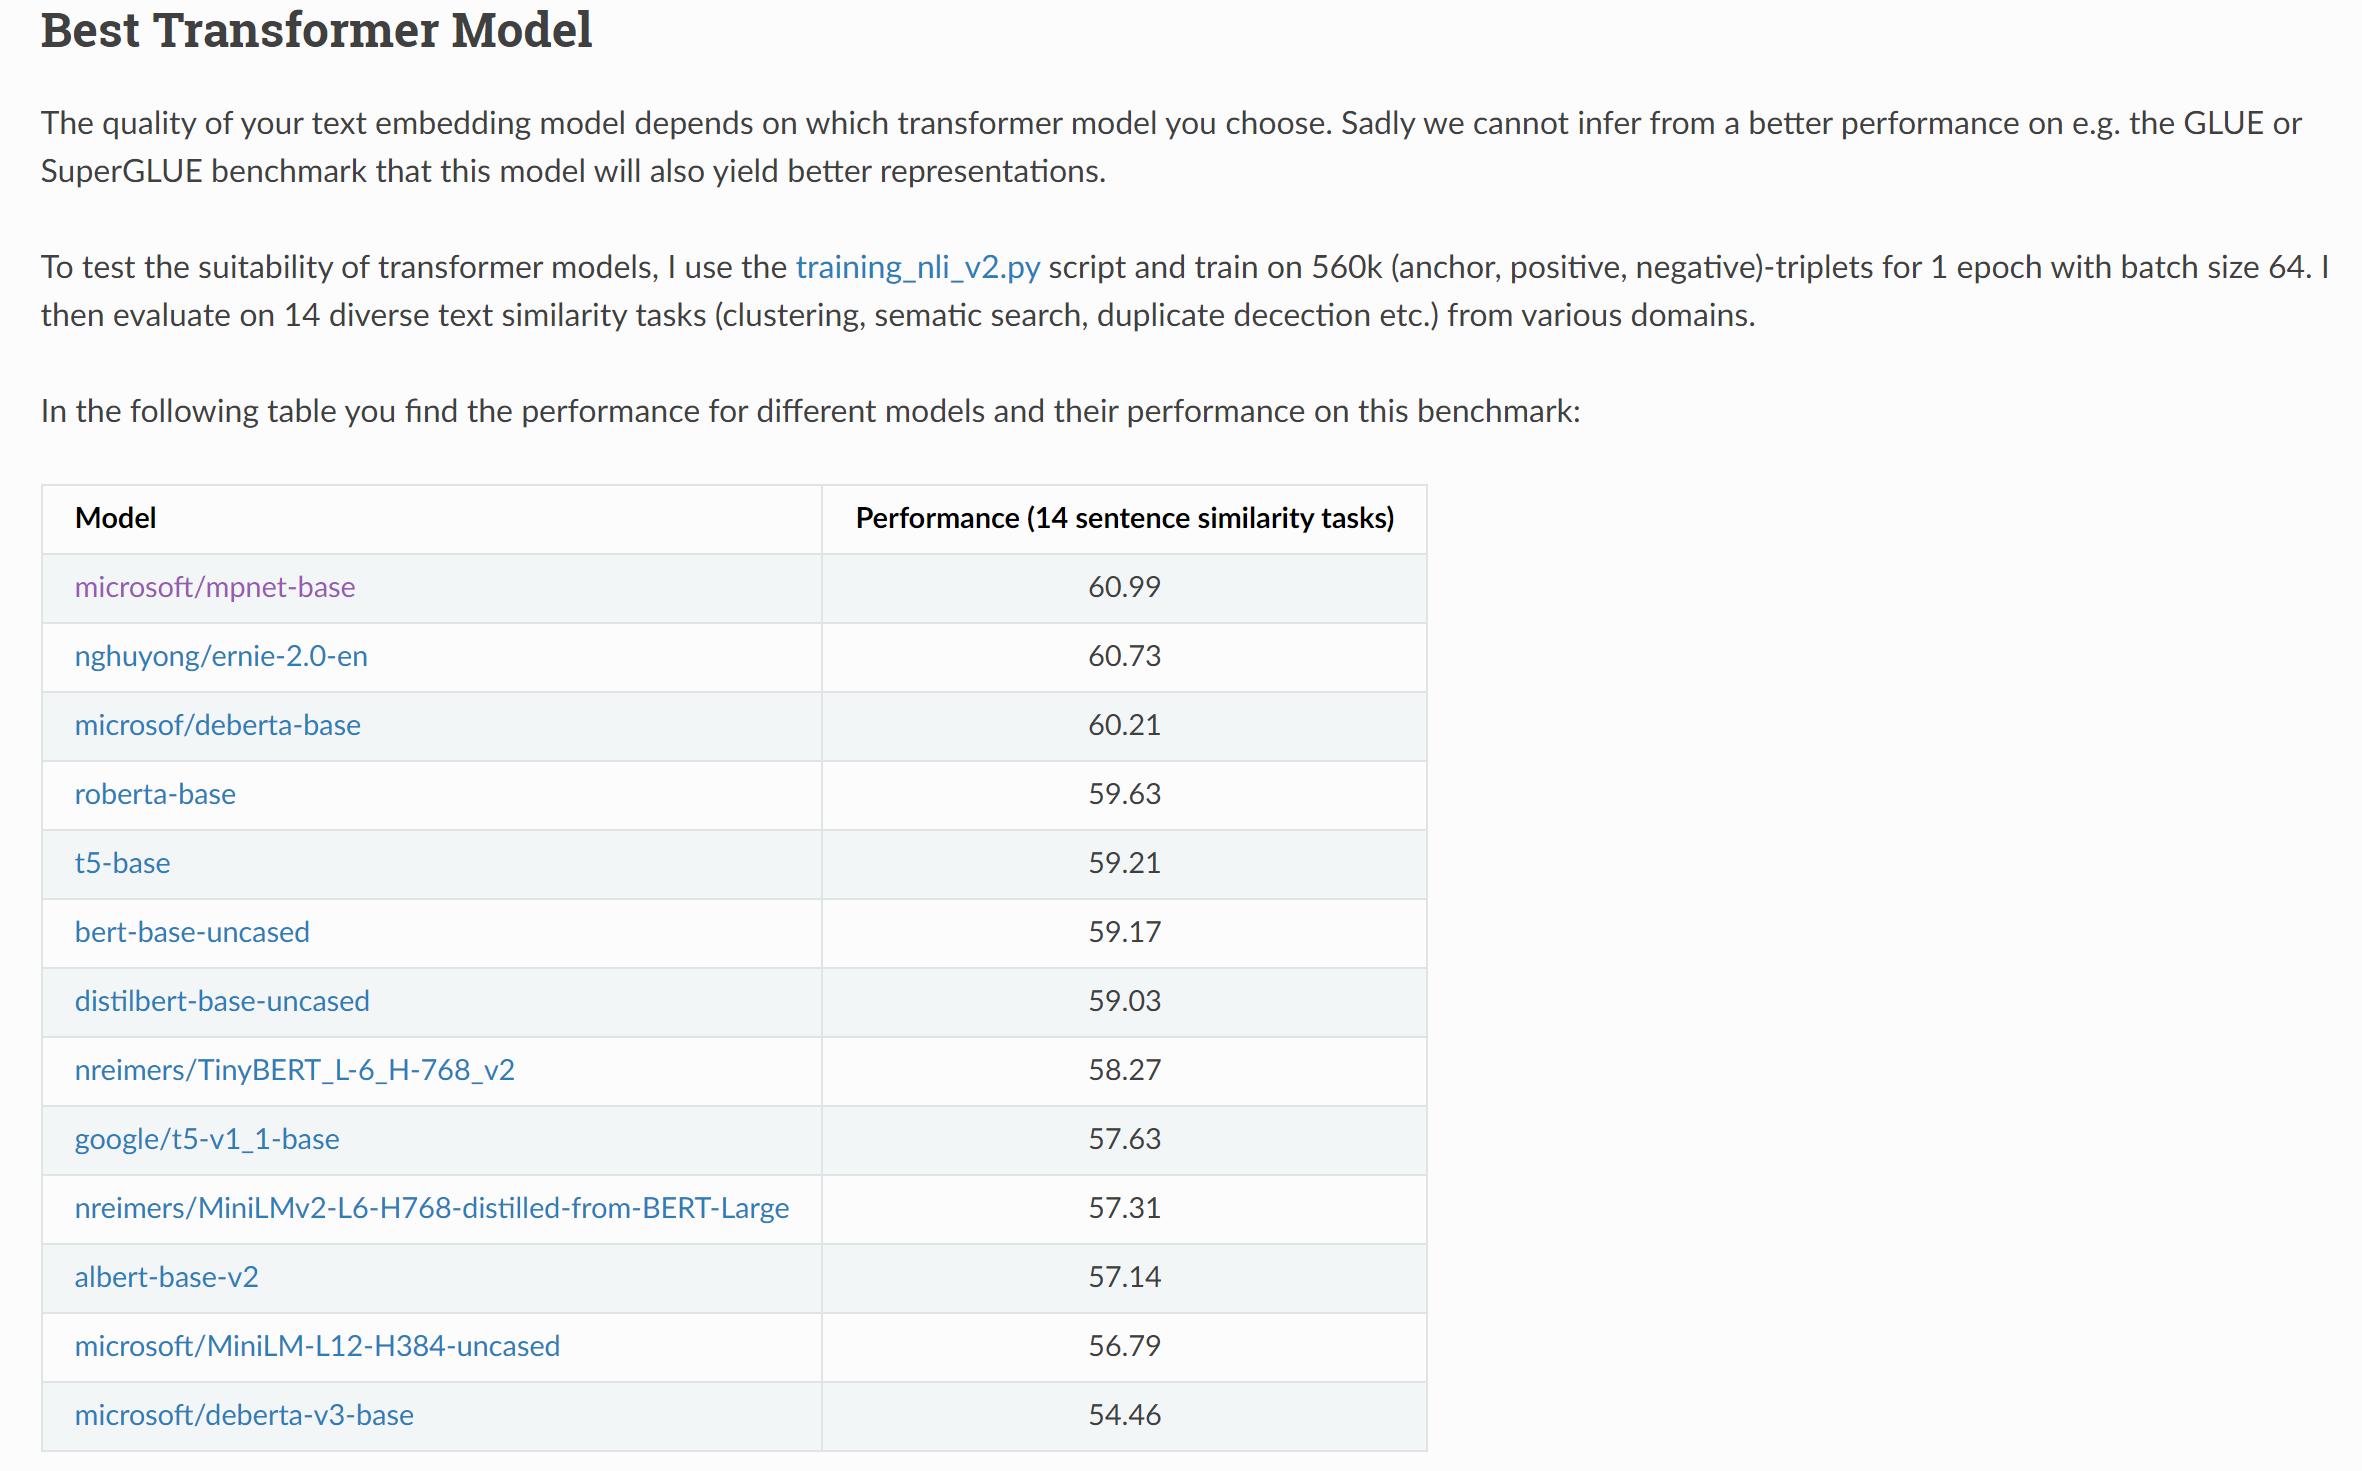 Best Transformer Model
The quality of your text embedding model depends on which transformer model you choose. Sadly we cannot infer from a better performance on e.g. the GLUE or
SuperGLUE benchmark that this model will also yield better representations.
To test the suitability of transformer models, I use the training_nli_v2.py script and train on 560k (anchor, positive, negative)-triplets for 1 epoch with batch size 64. I
then evaluate on 14 diverse text similarity tasks (clustering, sematic search, duplicate decection etc.) from various domains.
In the following table you find the performance for different models and their performance on this benchmark:
Model Performance (14 sentence similarity tasks)
microsoft/mpnet-base 60.99
nghuyong/ernie-2.0-en 60.73
microsof/deberta-base 60.21
roberta-base 59.63
t5-base 59.21
bert-base-uncased 59.17
distilbert-base-uncased 59.03
nreimers/TinyBERT_L-6_H-768_v2 58.27
google/t5-v1_1-base 57.63
nreimers/MiniLMv2-L6-H768-distilled-from-BERT-Large 57.31
albert-base-v2 57.14
microsoft/MiniLM-L12-H384-uncased 56.79
microsoft/deberta-v3-base 54.46